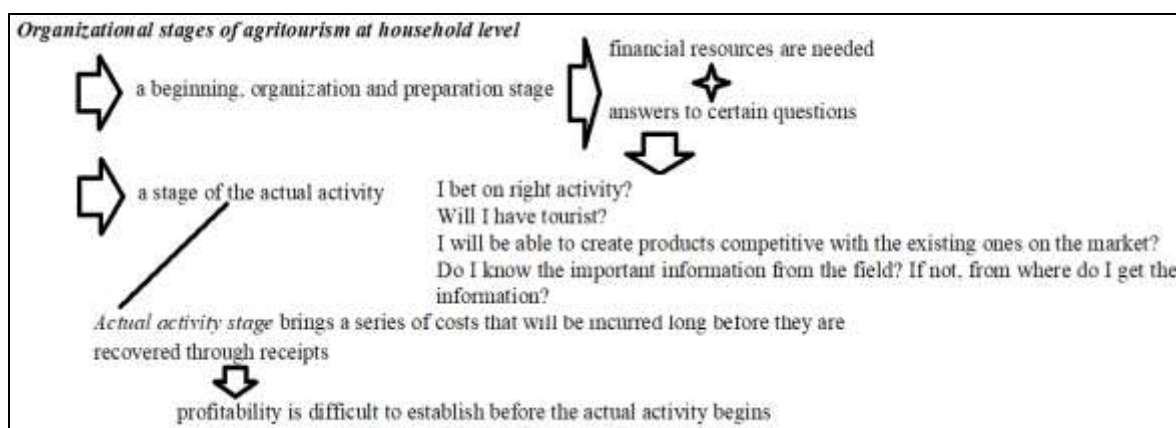 Organizational stages of agritourism at household level
financial resources are needed
a beginning, organization and preparation stage
answers to certain questions
a stage of the actual activity
I bet on right activity?
Will I have tourist?
I will be able to create products competitive with the existing ones on the market?
Do I know the important information from the field? If not, from where do I get the
information?
Actual activity stage brings a series of costs that will be incurred long before they are
recovered through receipts
profitability is difficult to establish before the actual activity begins